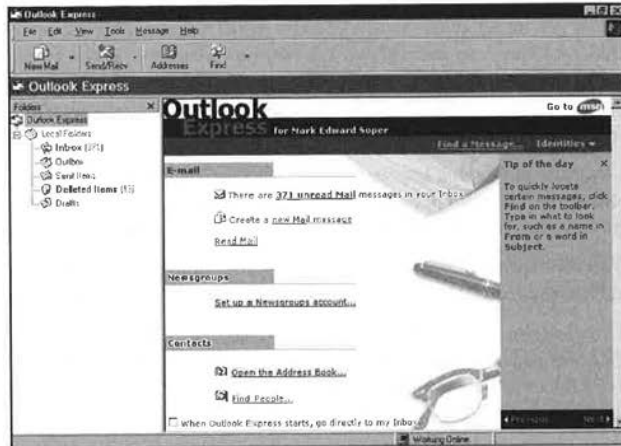 Outlook Express
File Edit View Tools Message Help
New Mail Send/Recv Addresses Find
Outlook Express
Folders
Outlook Express
Local Folders
Inbox (371)
Outbox
Sent Items
Deleted Items (13)
Drafts
Outlook
Express for Mark Edward Soper
Go to msn
Find a Message... Identities
E-mail
There are 371 unread Mail messages in your Inbox
Create a new Mail message
Read Mail
Newsgroups
Set up a Newsgroups account...
Contacts
Open the Address Book...
Find People...
When Outlook Express starts, go directly to my Inbox
Tip of the day
To quickly locate
certain messages, click
Find on the toolbar.
Type in what to look
for, such as a name in
From or a word in
Subject.
Previous Next
Working Online